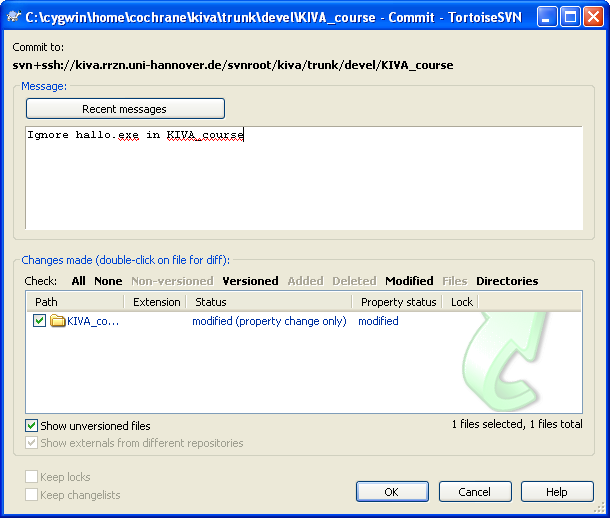 C:\cygwin\home\cochrane\kiva\trunk\devel\KIVA_course - Commit - TortoiseSVN
Commit to:
svn+ssh://kiva.rrzn.uni-hannover.de/svnroot/kiva/trunk/devel/KIVA_course
Message:
Recent messages
Ignore hallo.exe in KIVA_course
Changes made (double-click on file for diff):
Check: All None Non-versioned Versioned Added Deleted Modified Files Directories
Path Extension Status Property status Lock
KIVA_co... modified (property change only) modified
Show unversioned files 1 files selected, 1 files total
Show externals from different repositories
Keep locks
Keep changelists
OK Cancel Help